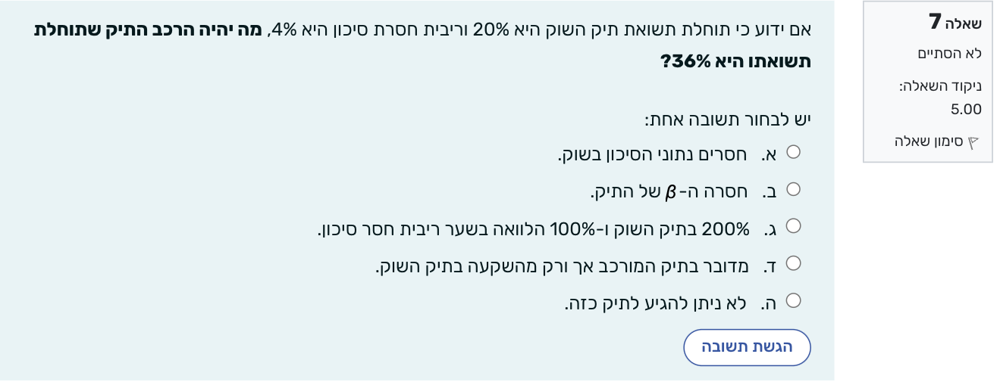 שאלה 7
לא הסתיים
ניקוד השאלה:
5.00
סימון שאלה
אם ידוע כי תוחלת תשואת תיק השוק היא 20% וריבית חסרת סיכון היא 4%, מה יהיה הרכב התיק שתוחלת
תשואתו היא 36%?
יש לבחור תשובה אחת:
א. חסרים נתוני הסיכון בשוק.
ב. חסרה ה-β של התיק.
ג. 200% בתיק השוק ו-100% הלוואה בשער ריבית חסר סיכון.
ד. מדובר בתיק המורכב אך ורק מהשקעה בתיק השוק.
ה. לא ניתן להגיע לתיק כזה.
הגשת תשובה